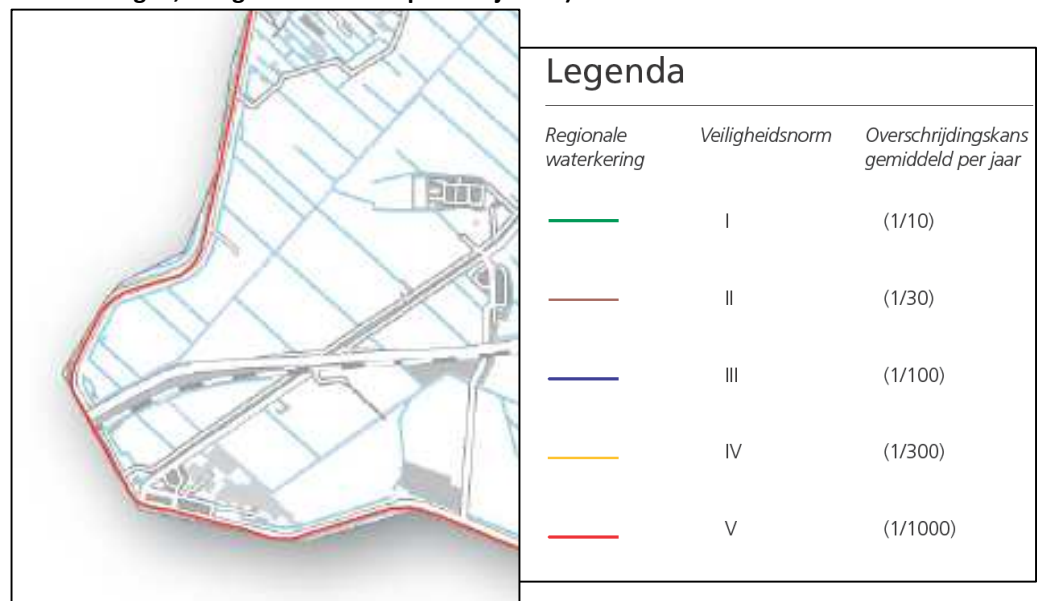 Legenda
Regionale Veiligheidsnorm Overschrijdingskans
waterkering gemiddeld per jaar
I (1/10)
II (1/30)
III (1/100)
IV (1/300)
V (1/1000)